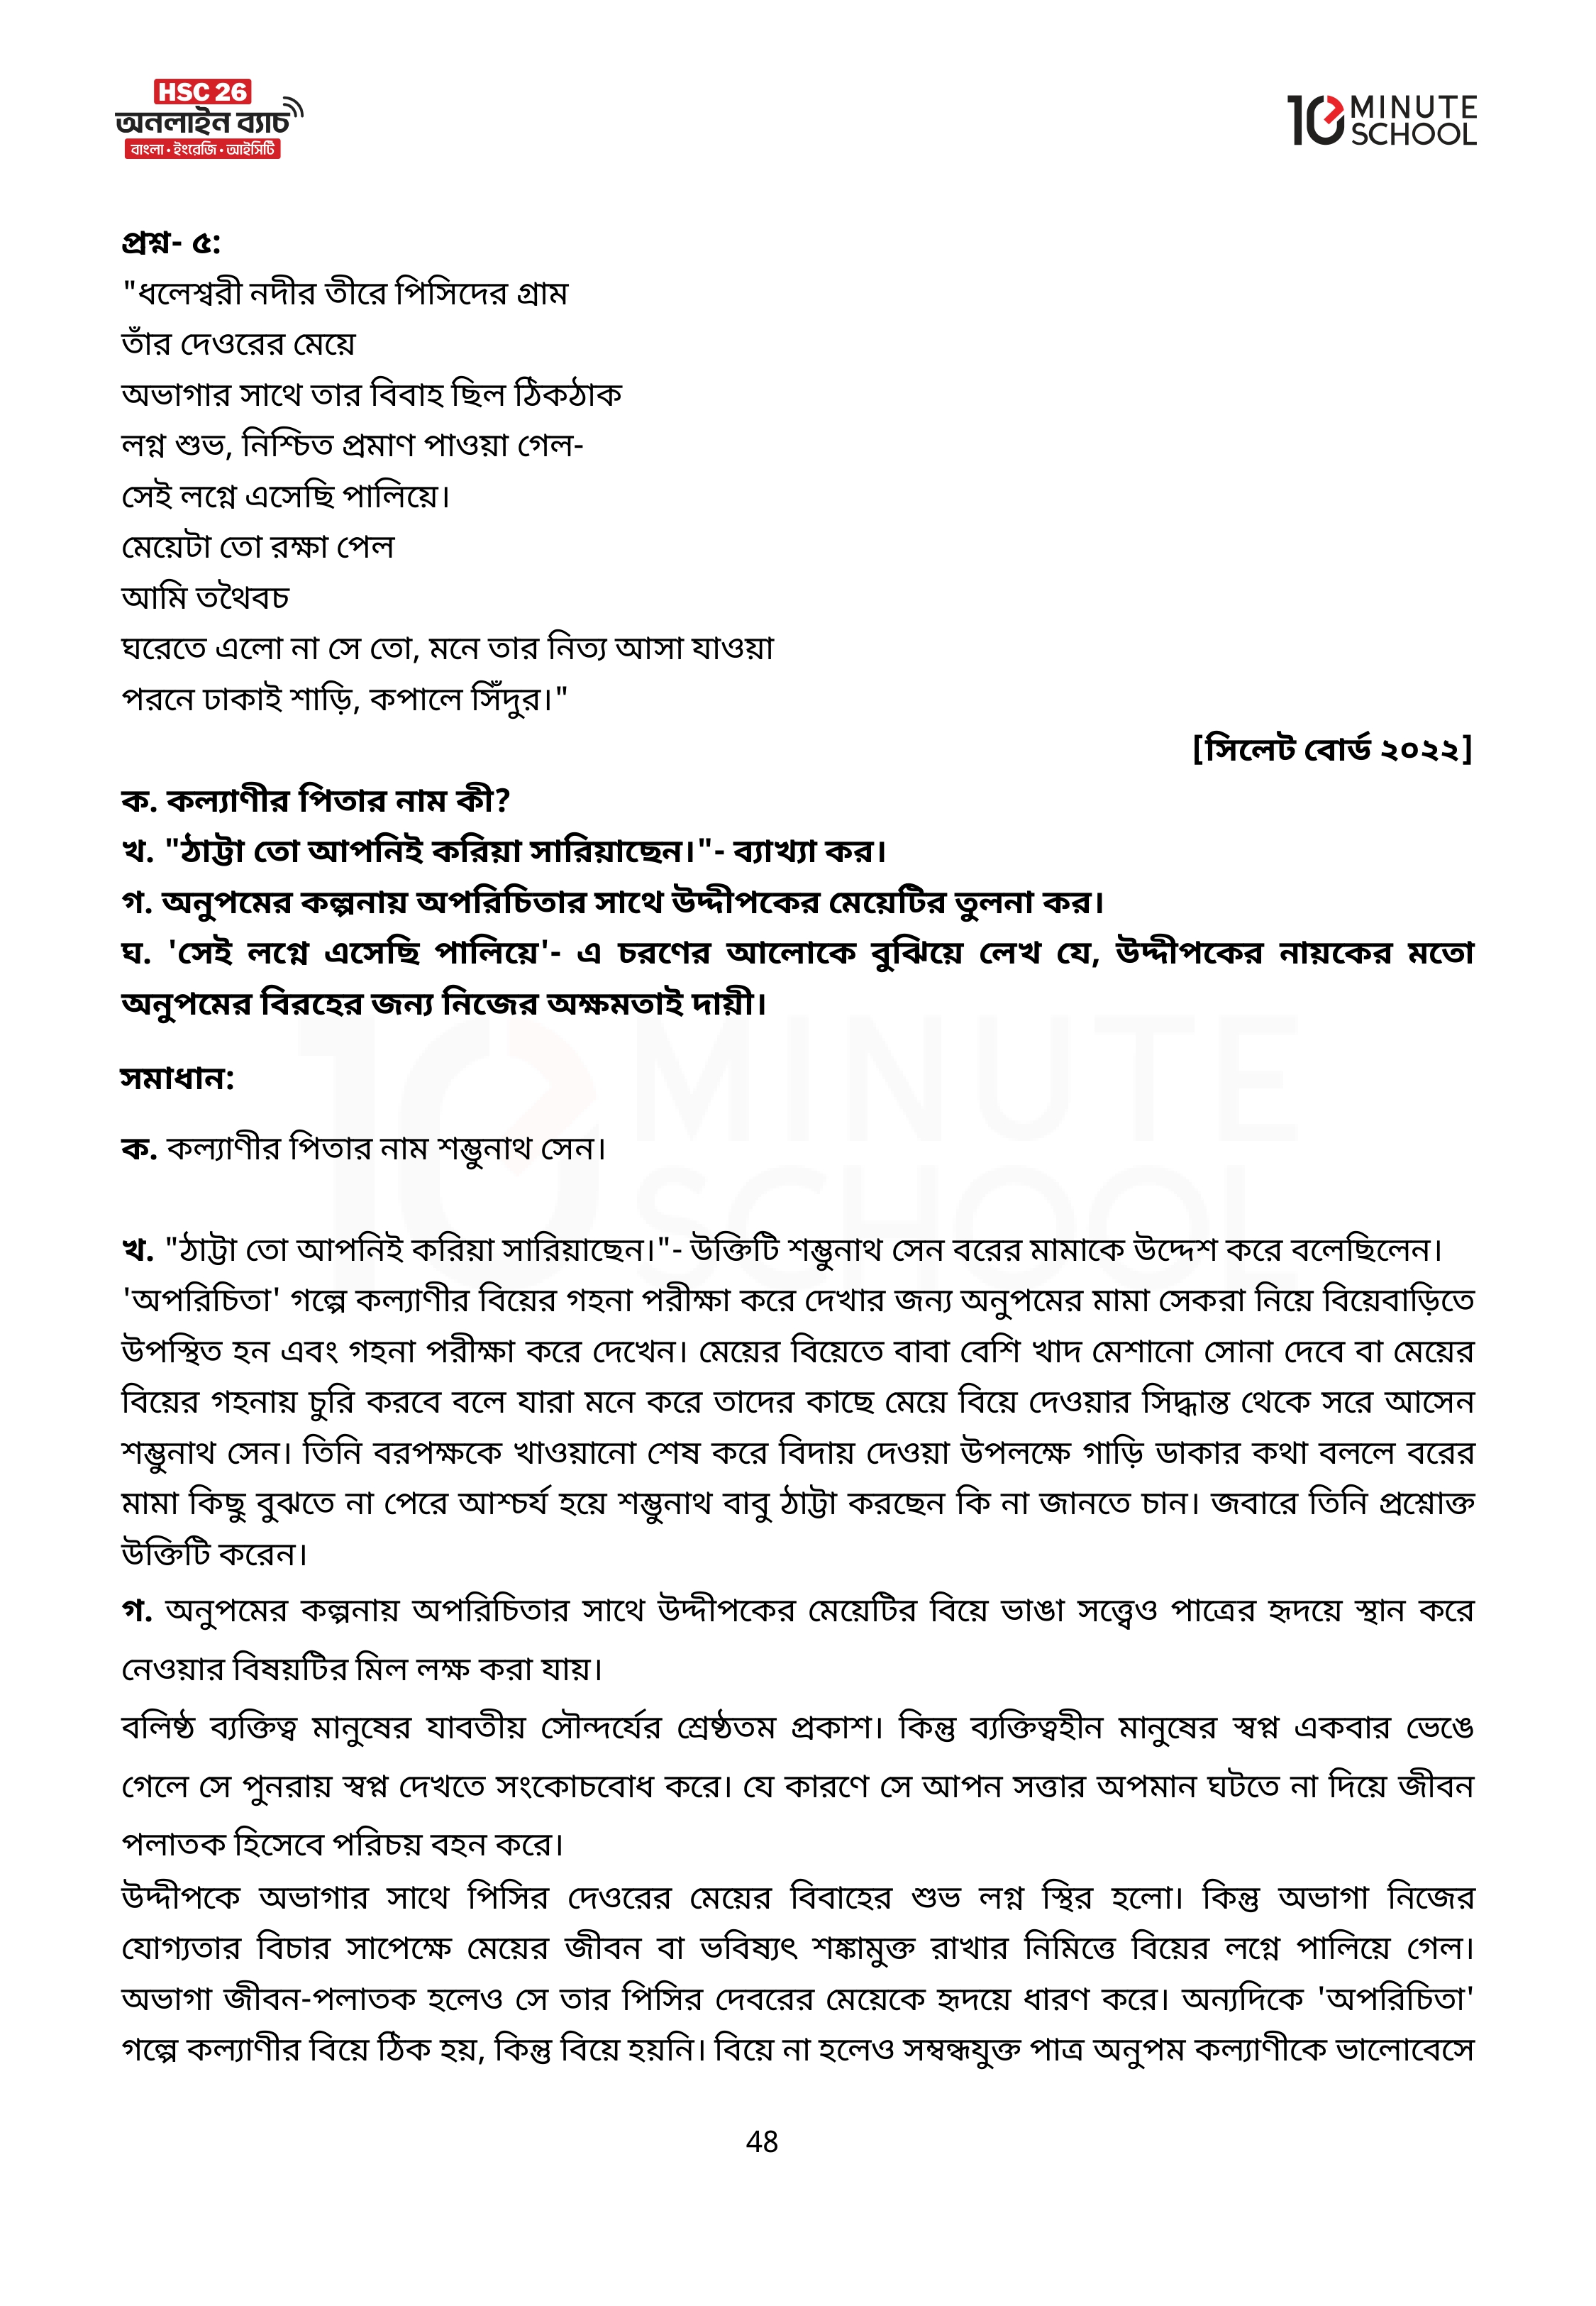 HSC 26
অনলাইন ব্যাচ
বাংলা • ইংরেজি • আইসিটি
10 MINUTE SCHOOL
প্রশ্ন- ৫:
"ধলেশ্বরী নদীর তীরে পিসিদের গ্রাম
তাঁর দেওরের মেয়ে
অভাগার সাথে তার বিবাহ ছিল ঠিকঠাক
লগ্ন শুভ, নিশ্চিত প্রমাণ পাওয়া গেল-
সেই লগ্নে এসেছি পালিয়ে।
মেয়েটা তো রক্ষা পেল
আমি তথৈবচ
ঘরেতে এলো না সে তো, মনে তার নিত্য আসা যাওয়া
পরনে ঢাকাই শাড়ি, কপালে সিঁদুর।"
[সিলেট বোর্ড ২০২২]
ক. কল্যাণীর পিতার নাম কী?
খ. "ঠাট্টা তো আপনিই করিয়া সারিয়াছেন।"- ব্যাখ্যা কর।
গ. অনুপমের কল্পনায় অপরিচিতার সাথে উদ্দীপকের মেয়েটির তুলনা কর।
ঘ. 'সেই লগ্নে এসেছি পালিয়ে'- এ চরণের আলোকে বুঝিয়ে লেখ যে, উদ্দীপকের নায়কের মতো
অনুপমের বিরহের জন্য নিজের অক্ষমতাই দায়ী।
সমাধান:
ক. কল্যাণীর পিতার নাম শম্ভুনাথ সেন।
খ. "ঠাট্টা তো আপনিই করিয়া সারিয়াছেন।"- উক্তিটি শম্ভুনাথ সেন বরের মামাকে উদ্দেশ করে বলেছিলেন।
'অপরিচিতা' গল্পে কল্যাণীর বিয়ের গহনা পরীক্ষা করে দেখার জন্য অনুপমের মামা সেকরা নিয়ে বিয়েবাড়িতে
উপস্থিত হন এবং গহনা পরীক্ষা করে দেখেন। মেয়ের বিয়েতে বাবা বেশি খাদ মেশানো সোনা দেবে বা মেয়ের
বিয়ের গহনায় চুরি করবে বলে যারা মনে করে তাদের কাছে মেয়ে বিয়ে দেওয়ার সিদ্ধান্ত থেকে সরে আসেন
শম্ভুনাথ সেন। তিনি বরপক্ষকে খাওয়ানো শেষ করে বিদায় দেওয়া উপলক্ষে গাড়ি ডাকার কথা বললে বরের
মামা কিছু বুঝতে না পেরে আশ্চর্য হয়ে শম্ভুনাথ বাবু ঠাট্টা করছেন কি না জানতে চান। জবারে তিনি প্রশ্নোক্ত
উক্তিটি করেন।
গ. অনুপমের কল্পনায় অপরিচিতার সাথে উদ্দীপকের মেয়েটির বিয়ে ভাঙা সত্ত্বেও পাত্রের হৃদয়ে স্থান করে
নেওয়ার বিষয়টির মিল লক্ষ করা যায়।
বলিষ্ঠ ব্যক্তিত্ব মানুষের যাবতীয় সৌন্দর্যের শ্রেষ্ঠতম প্রকাশ। কিন্তু ব্যক্তিত্বহীন মানুষের স্বপ্ন একবার ভেঙে
গেলে সে পুনরায় স্বপ্ন দেখতে সংকোচবোধ করে। যে কারণে সে আপন সত্তার অপমান ঘটতে না দিয়ে জীবন
পলাতক হিসেবে পরিচয় বহন করে।
উদ্দীপকে অভাগার সাথে পিসির দেওরের মেয়ের বিবাহের শুভ লগ্ন স্থির হলো। কিন্তু অভাগা নিজের
যোগ্যতার বিচার সাপেক্ষে মেয়ের জীবন বা ভবিষ্যৎ শঙ্কামুক্ত রাখার নিমিত্তে বিয়ের লগ্নে পালিয়ে গেল।
অভাগা জীবন-পলাতক হলেও সে তার পিসির দেবরের মেয়েকে হৃদয়ে ধারণ করে। অন্যদিকে 'অপরিচিতা'
গল্পে কল্যাণীর বিয়ে ঠিক হয়, কিন্তু বিয়ে হয়নি। বিয়ে না হলেও সম্বন্ধযুক্ত পাত্র অনুপম কল্যাণীকে ভালোবেসে
48